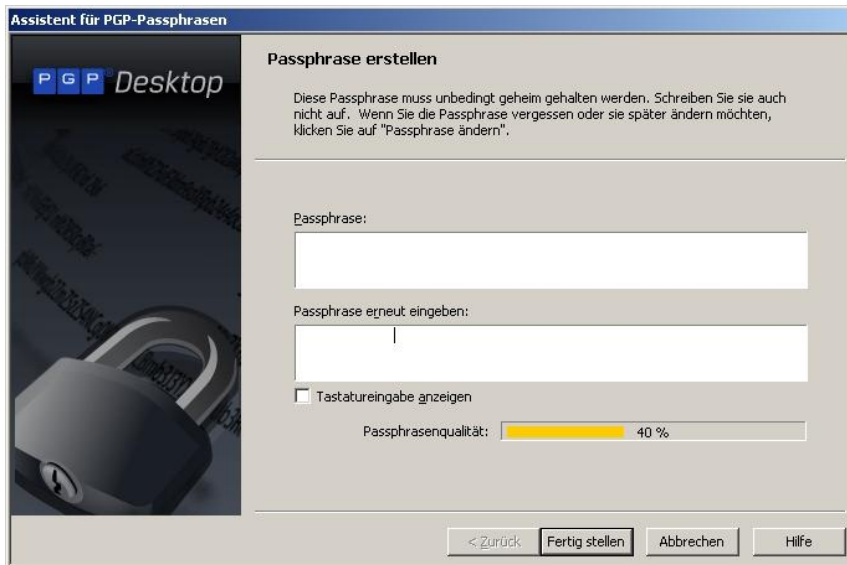 Assistent für PGP-Passphrasen
PGP® Desktop
Passphrase erstellen
Diese Passphrase muss unbedingt geheim gehalten werden. Schreiben Sie sie auch
nicht auf. Wenn Sie die Passphrase vergessen oder sie später ändern möchten,
klicken Sie auf "Passphrase ändern".
Passphrase:
Passphrase erneut eingeben:
Tastatureingabe anzeigen
Passphrasenqualität: 40 %
< Zurück Fertig stellen Abbrechen Hilfe